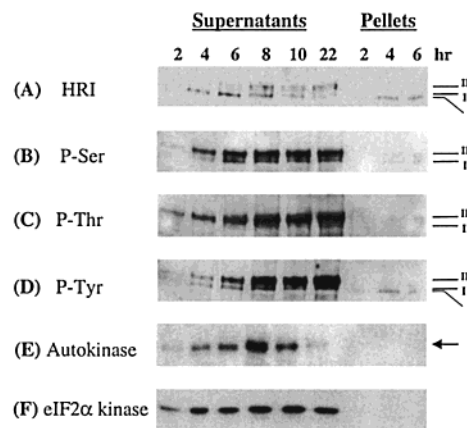 Supernatants Pellets
2 4 6 8 10 22 2 4 6 hr
(A) HRI
(B) P-Ser
(C) P-Thr
(D) P-Tyr
(E) Autokinase
(F) eIF2α kinase